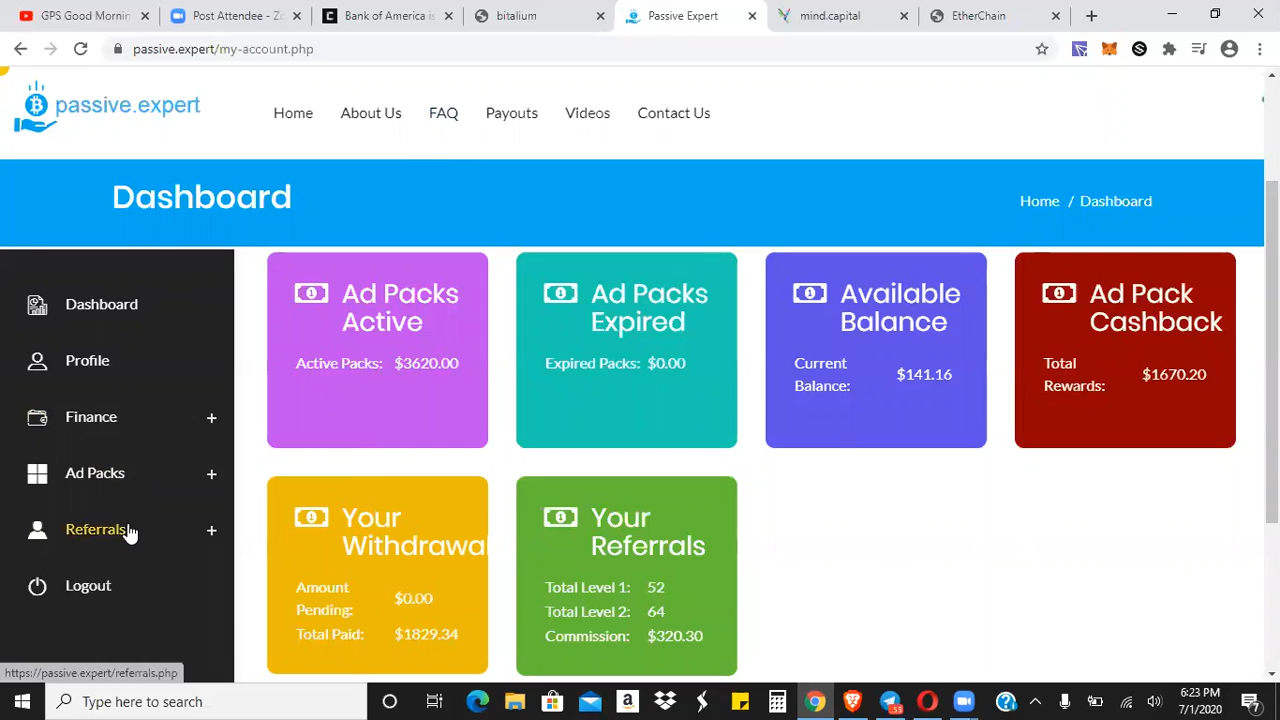 GPS Good Mornin
Post Attendee - Z
Bank of America is
bitalium
Passive Expert
mind.capital
EtherChain
passive.expert/my-account.php
passive.expert
Home About Us FAQ Payouts Videos Contact Us
Dashboard
Home / Dashboard
Dashboard
Profile
Finance +
Ad Packs +
Referrals +
Logout
Ad Packs
Active
Active Packs: $3620.00
Ad Packs
Expired
Expired Packs: $0.00
Available
Balance
Current
Balance: $141.16
Ad Pack
Cashback
Total
Rewards: $1670.20
Your
Withdrawa
Amount
Pending: $0.00
Total Paid: $1829.34
Your
Referrals
Total Level 1: 52
Total Level 2: 64
Commission: $320.30
https://passive.expert/referrals.php
Type here to search
6:23 PM
7/1/2020